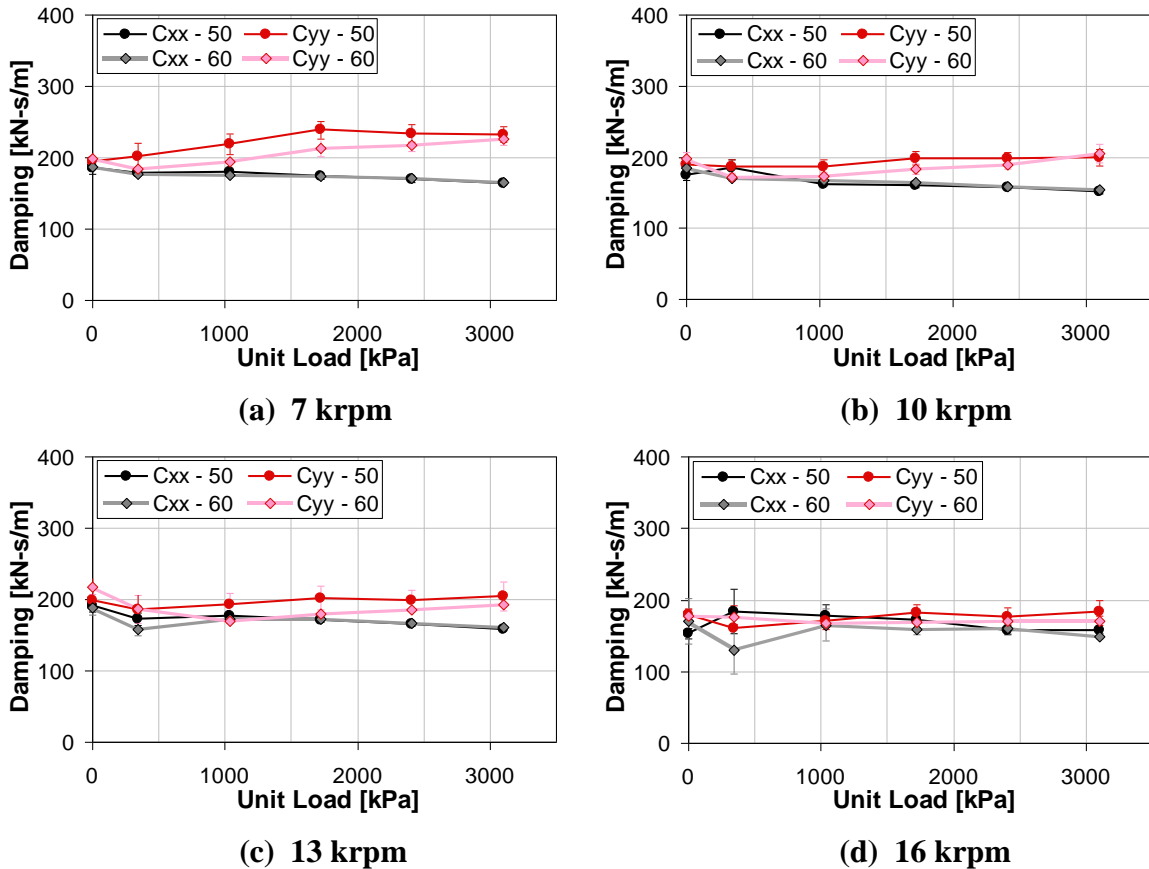 400
300
200
100
0
Damping [kN-s/m]
Cxx - 50 Cyy - 50
Cxx - 60 Cyy - 60
0 1000 2000 3000
Unit Load [kPa]
(a) 7 krpm
400
300
200
100
0
Damping [kN-s/m]
Cxx - 50 Cyy - 50
Cxx - 60 Cyy - 60
0 1000 2000 3000
Unit Load [kPa]
(b) 10 krpm
400
300
200
100
0
Damping [kN-s/m]
Cxx - 50 Cyy - 50
Cxx - 60 Cyy - 60
0 1000 2000 3000
Unit Load [kPa]
(c) 13 krpm
400
300
200
100
0
Damping [kN-s/m]
Cxx - 50 Cyy - 50
Cxx - 60 Cyy - 60
0 1000 2000 3000
Unit Load [kPa]
(d) 16 krpm